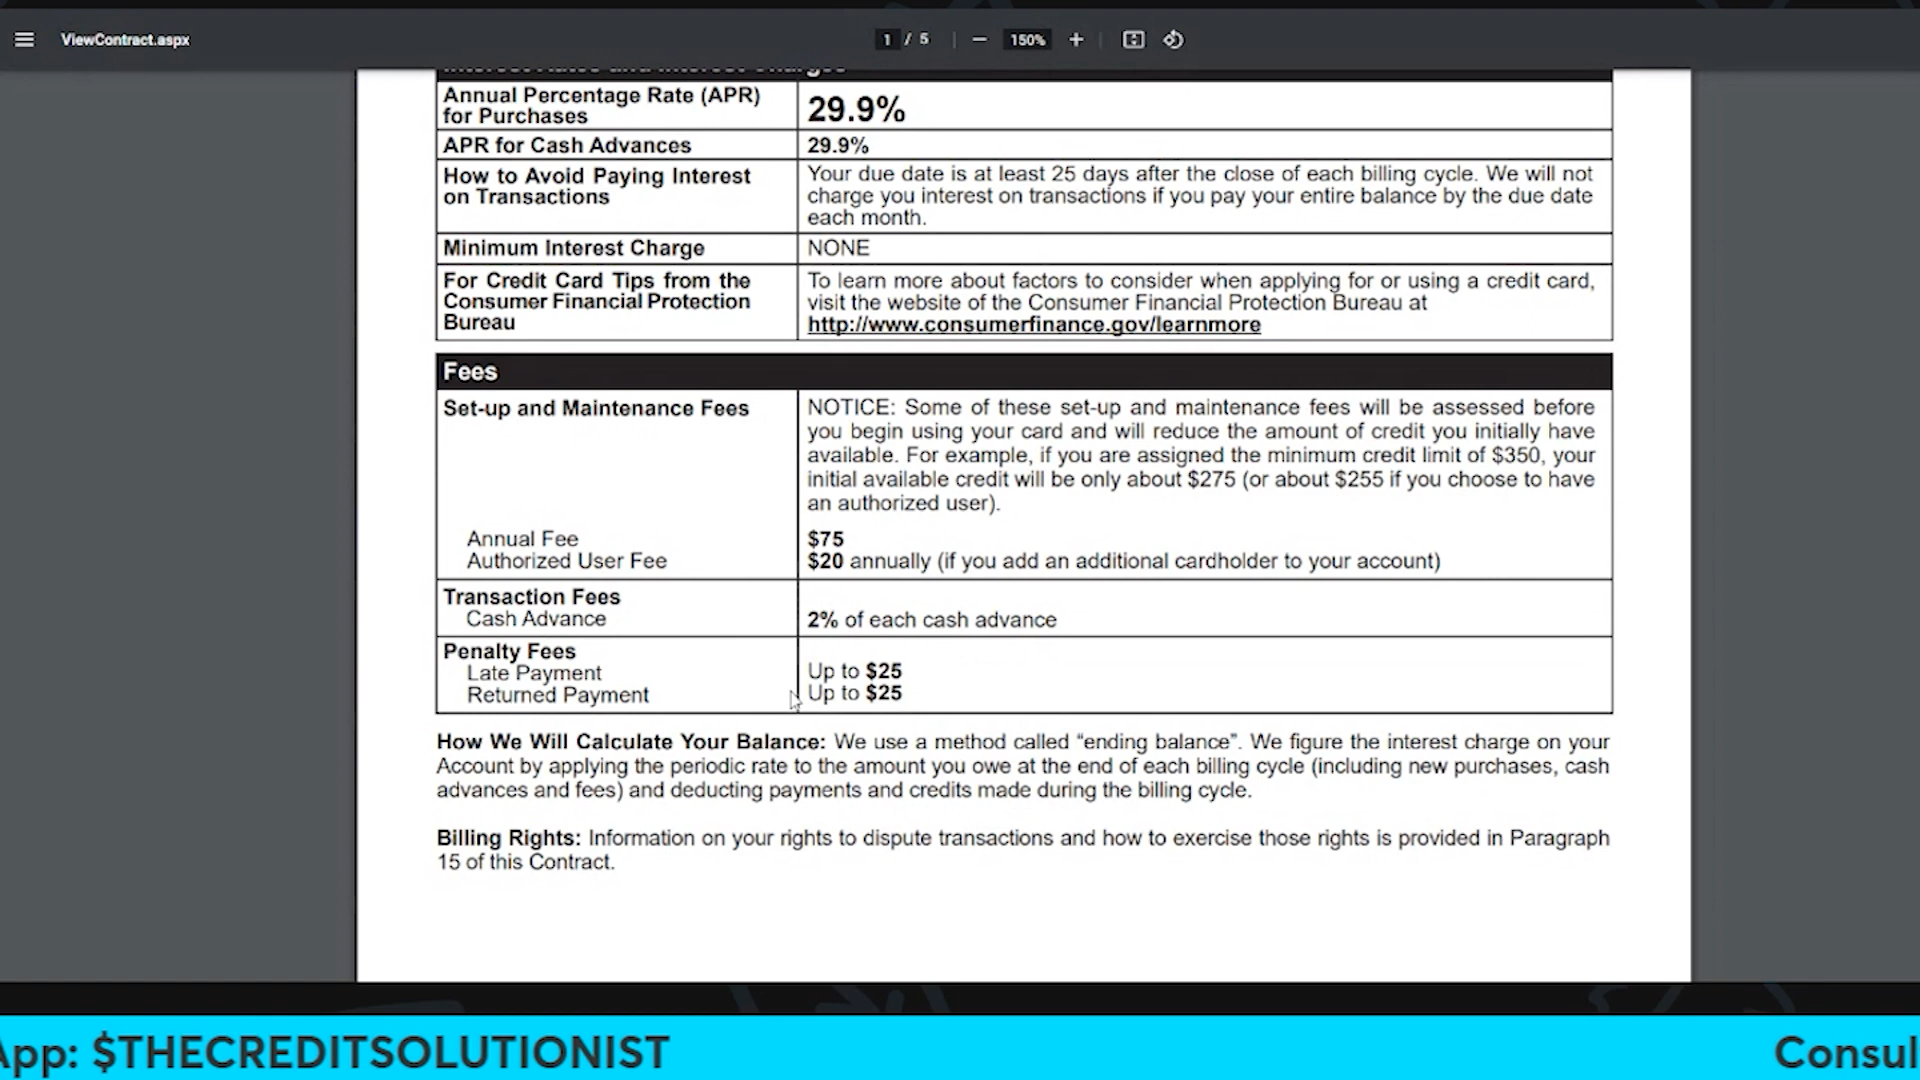 ViewContract.aspx
1 / 5
150%
Interest Rates and Interest Charges
Annual Percentage Rate (APR)
for Purchases
29.9%
APR for Cash Advances
29.9%
How to Avoid Paying Interest
on Transactions
Your due date is at least 25 days after the close of each billing cycle. We will not
charge you interest on transactions if you pay your entire balance by the due date
each month.
Minimum Interest Charge
NONE
For Credit Card Tips from the
Consumer Financial Protection
Bureau
To learn more about factors to consider when applying for or using a credit card,
visit the website of the Consumer Financial Protection Bureau at
http://www.consumerfinance.gov/learnmore
Fees
Set-up and Maintenance Fees
NOTICE: Some of these set-up and maintenance fees will be assessed before
you begin using your card and will reduce the amount of credit you initially have
available. For example, if you are assigned the minimum credit limit of $350, your
initial available credit will be only about $275 (or about $255 if you choose to have
an authorized user).
Annual Fee
$75
Authorized User Fee
$20 annually (if you add an additional cardholder to your account)
Transaction Fees
Cash Advance
2% of each cash advance
Penalty Fees
Late Payment
Up to $25
Returned Payment
Up to $25
How We Will Calculate Your Balance: We use a method called “ending balance”. We figure the interest charge on your
Account by applying the periodic rate to the amount you owe at the end of each billing cycle (including new purchases, cash
advances and fees) and deducting payments and credits made during the billing cycle.
Billing Rights: Information on your rights to dispute transactions and how to exercise those rights is provided in Paragraph
15 of this Contract.
App: $THECREDITSOLUTIONIST
Consul